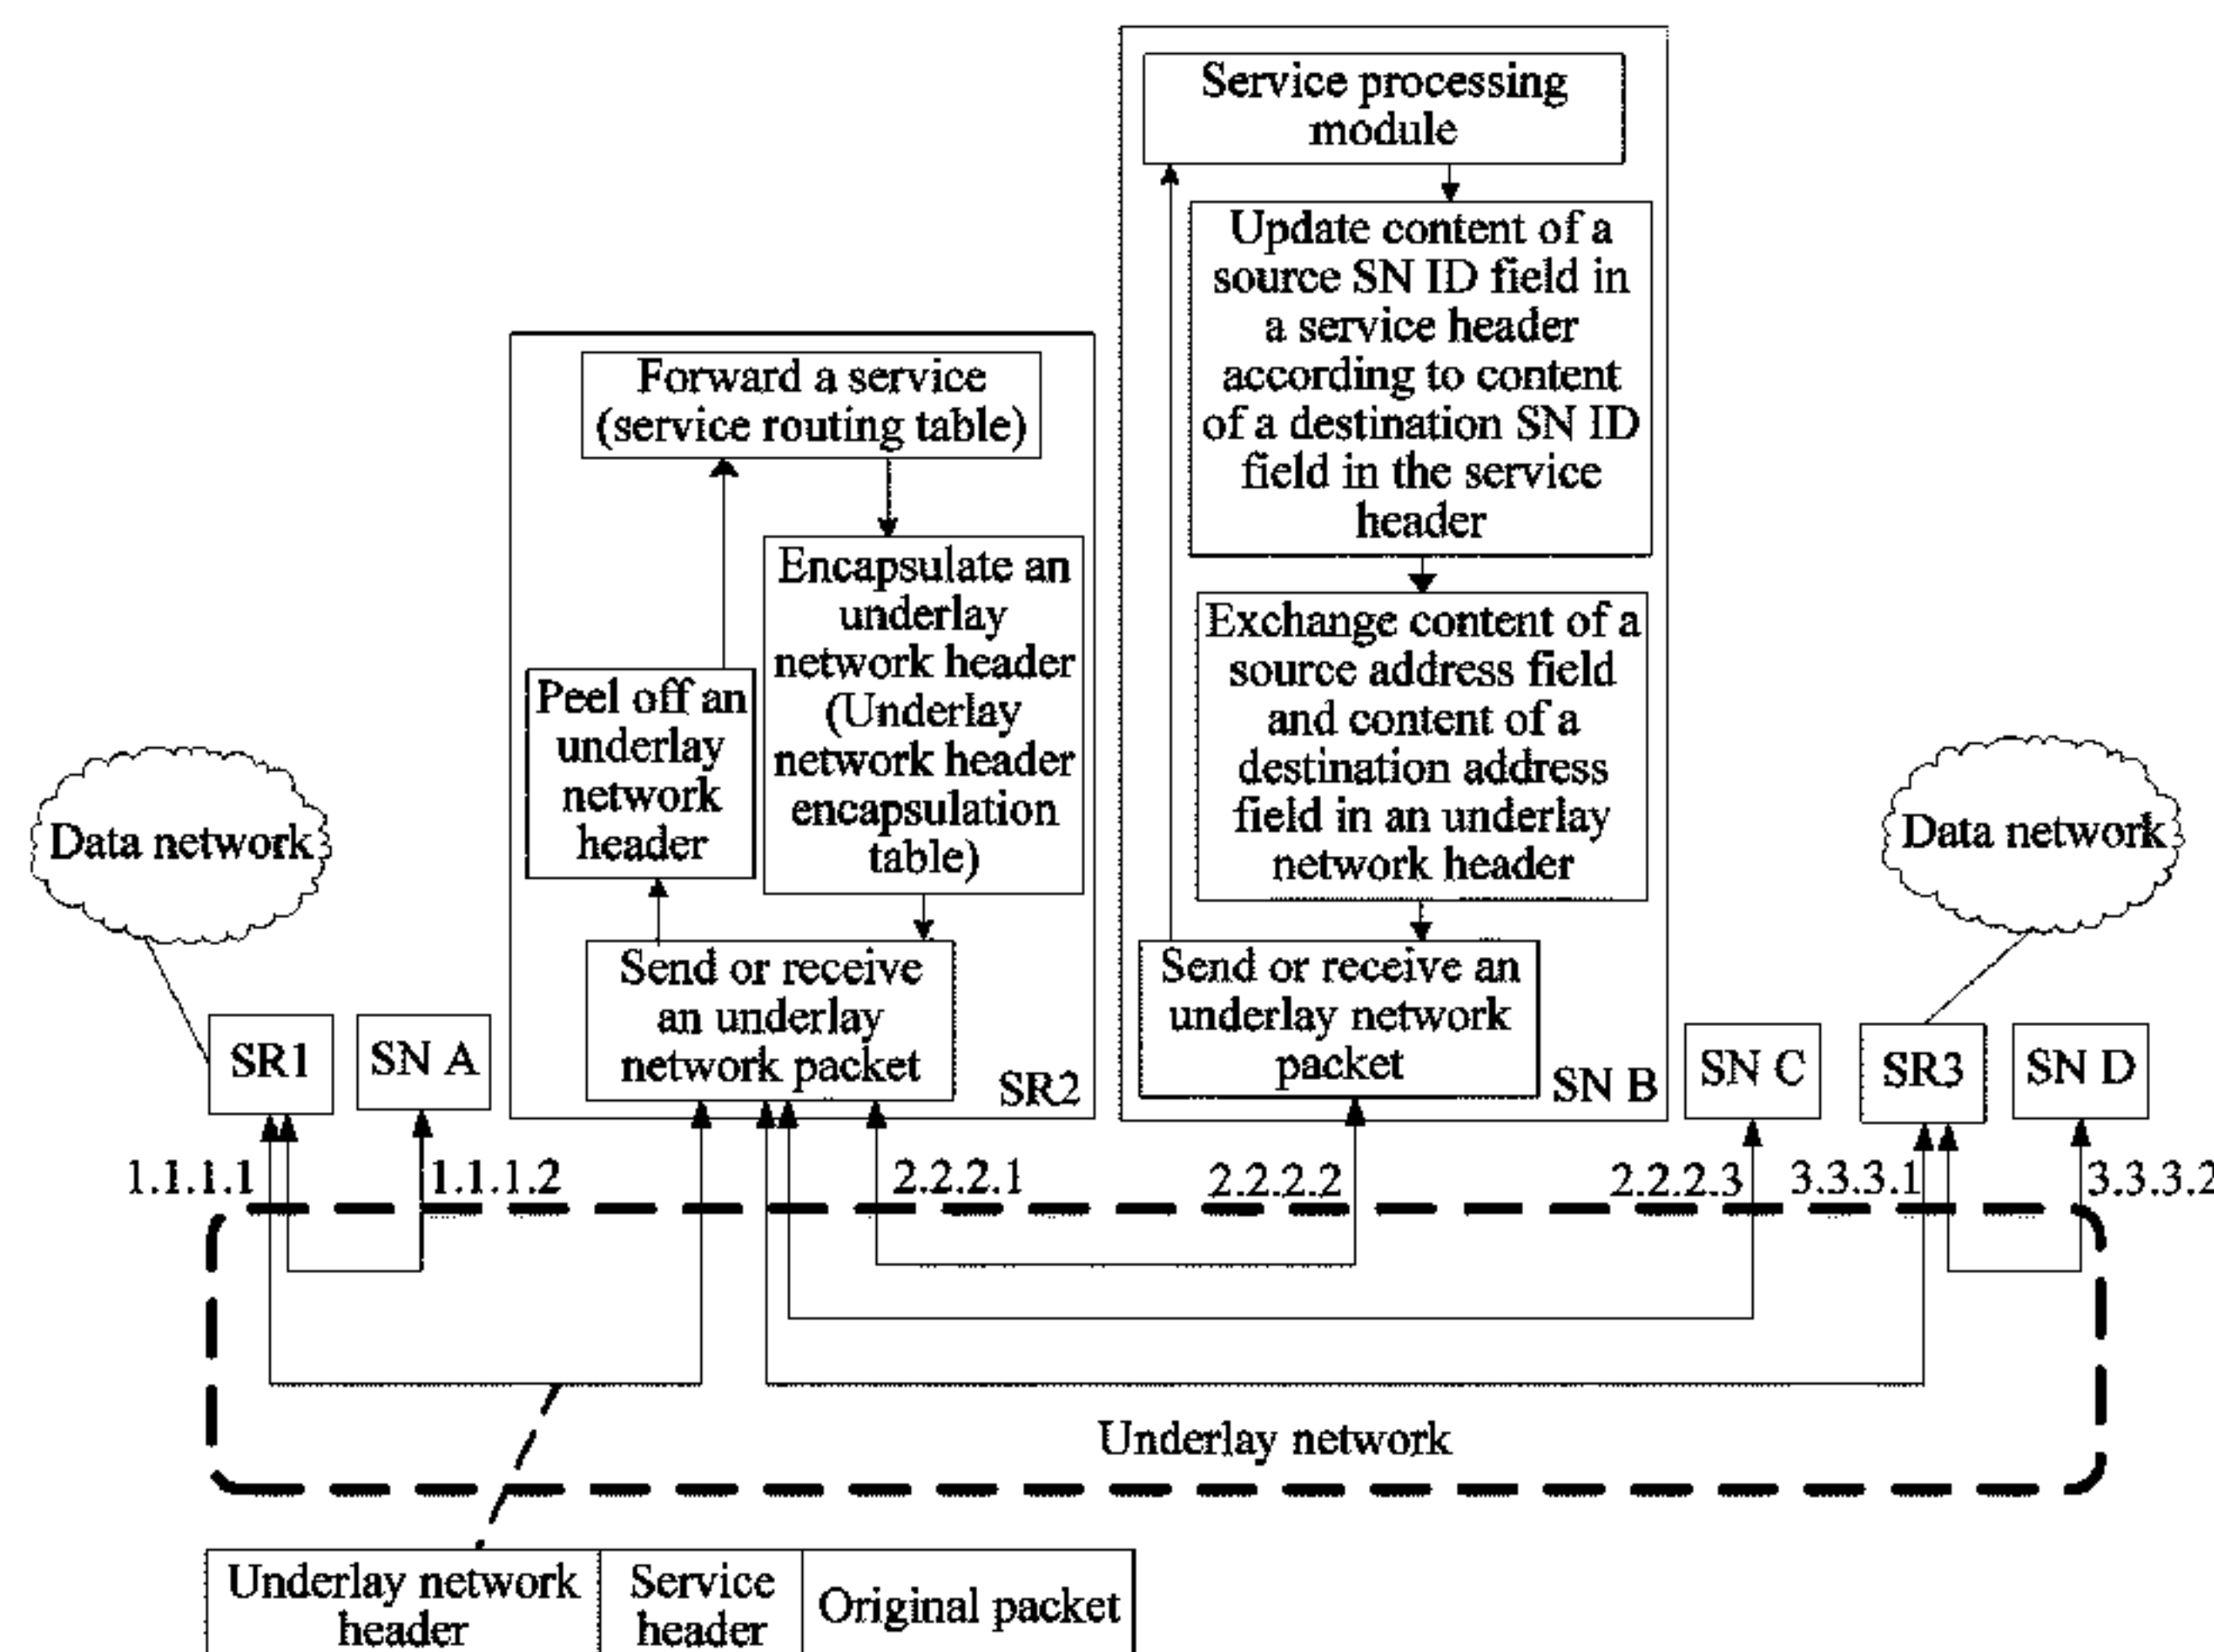 Service processing
module
Update content of a
source SN ID field in
a service header
according to content
of a destination SN ID
field in the service
header
Exchange content of a
source address field
and content of a
destination address
field in an underlay
network header
Send or receive an
underlay network
packet
SN B
Forward a service
(service routing table)
Encapsulate an
underlay
network header
(Underlay
network header
encapsulation
table)
Peel off an
underlay
network
header
Send or receive
an underlay
network packet
SR2
Data network
Data network
SR1
SN A
SN C
SR3
SN D
1.1.1.1
1.1.1.2
2.2.2.1
2.2.2.2
2.2.2.3
3.3.3.1
3.3.3.2
Underlay network
Underlay network
header
Service
header
Original packet